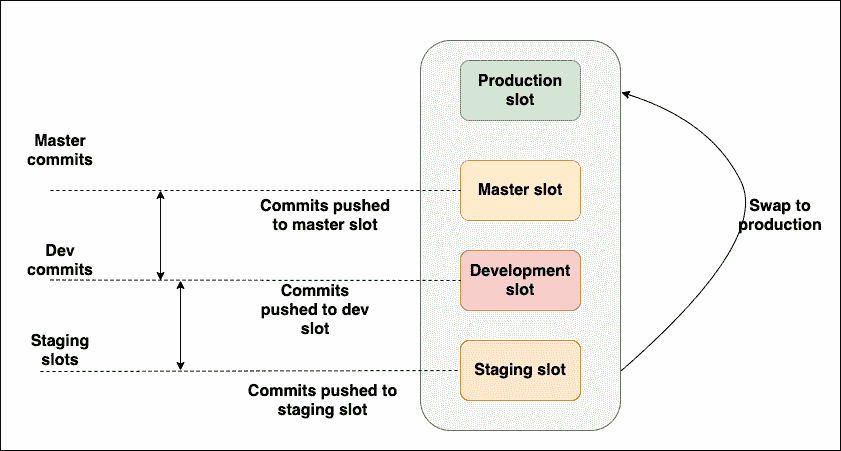 Production
slot
Master
commits
Master slot
Commits pushed
to master slot
Swap to
production
Dev
commits
Development
slot
Commits
pushed to dev
slot
Staging
slots
Staging slot
Commits pushed to
staging slot